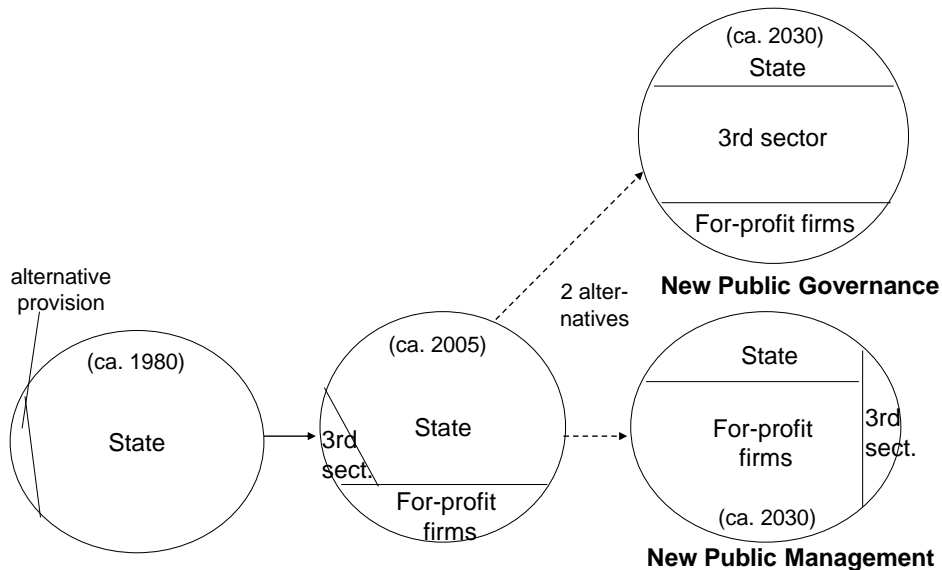 alternative
provision
(ca. 1980)
State
(ca. 2005)
State
3rd
sect.
For-profit
firms
2 alter-
natives
(ca. 2030)
State
3rd sector
For-profit firms
New Public Governance
State
For-profit
firms
3rd
sect.
(ca. 2030)
New Public Management